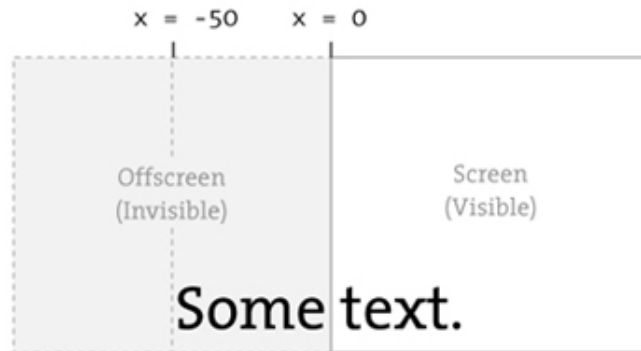 x = -50 x = 0
Offscreen Screen
(Invisible) (Visible)
Some text.